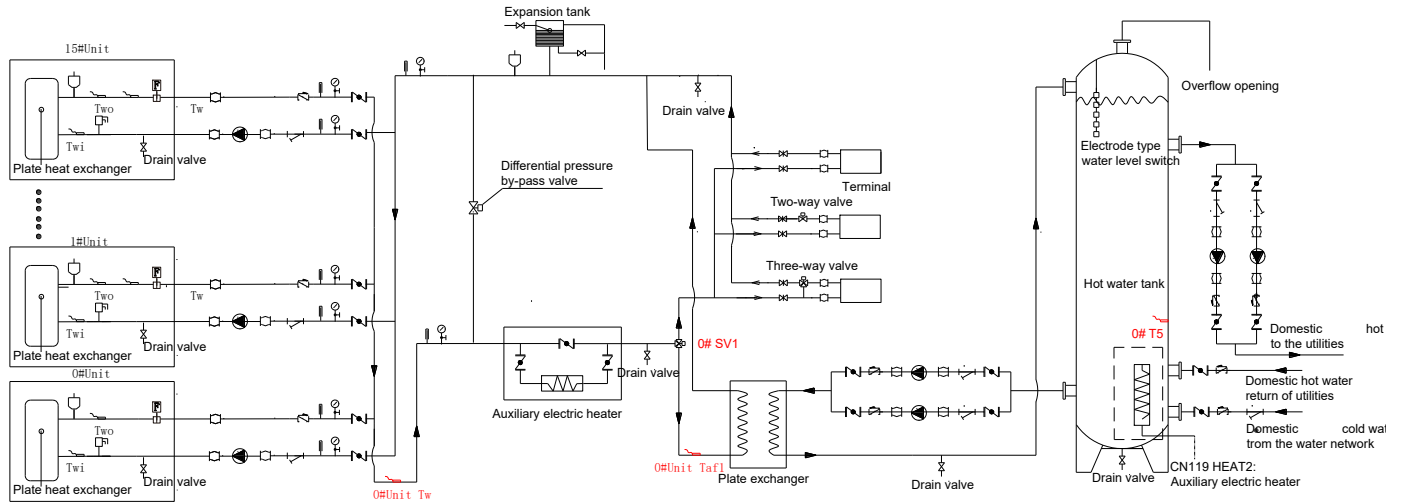 Expansion tank
15#Unit
Two
Tw
Twi
Drain valve
Plate heat exchanger
Drain valve
Differential pressure
by-pass valve
Terminal
Two-way valve
Three-way valve
Overflow opening
Electrode type
water level switch
Hot water tank
1#Unit
Two
Tw
Twi
Drain valve
Plate heat exchanger
0# SV1
0# T5
Domestic hot
to the utilities
Domestic hot water
return of utilities
Domestic cold wat
trom the water network
0#Unit
Two
Twi
Drain valve
Plate heat exchanger
Auxiliary electric heater
Drain valve
0#Unit Tw
0#Unit Taf1
Plate exchanger
Drain valve
Drain valve
CN119 HEAT2:
Auxiliary electric heater